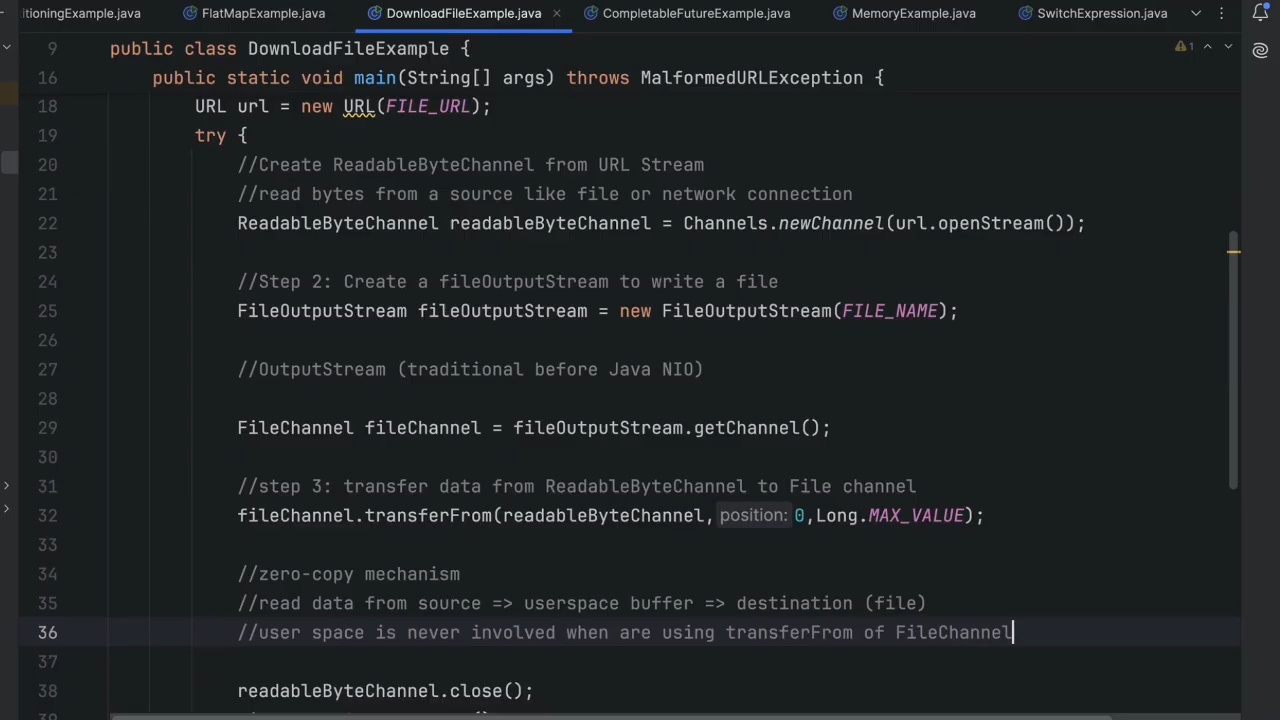 itioningExample.java FlatMapExample.java DownloadFileExample.java CompletableFutureExample.java MemoryExample.java SwitchExpression.java
9 public class DownloadFileExample {
1
16 public static void main(String[] args) throws MalformedURLException {
18 URL url = new URL(FILE_URL);
19 try {
20 //Create ReadableByteChannel from URL Stream
21 //read bytes from a source like file or network connection
22 ReadableByteChannel readableByteChannel = Channels.newChannel(url.openStream());
23
24 //Step 2: Create a fileOutputStream to write a file
25 FileOutputStream fileOutputStream = new FileOutputStream(FILE_NAME);
26
27 //OutputStream (traditional before Java NIO)
28
29 FileChannel fileChannel = fileOutputStream.getChannel();
30
31 //step 3: transfer data from ReadableByteChannel to File channel
32 fileChannel.transferFrom(readableByteChannel, position: 0,Long.MAX_VALUE);
33
34 //zero-copy mechanism
35 //read data from source => userspace buffer => destination (file)
36 //user space is never involved when are using transferFrom of FileChannel
37
38 readableByteChannel.close();